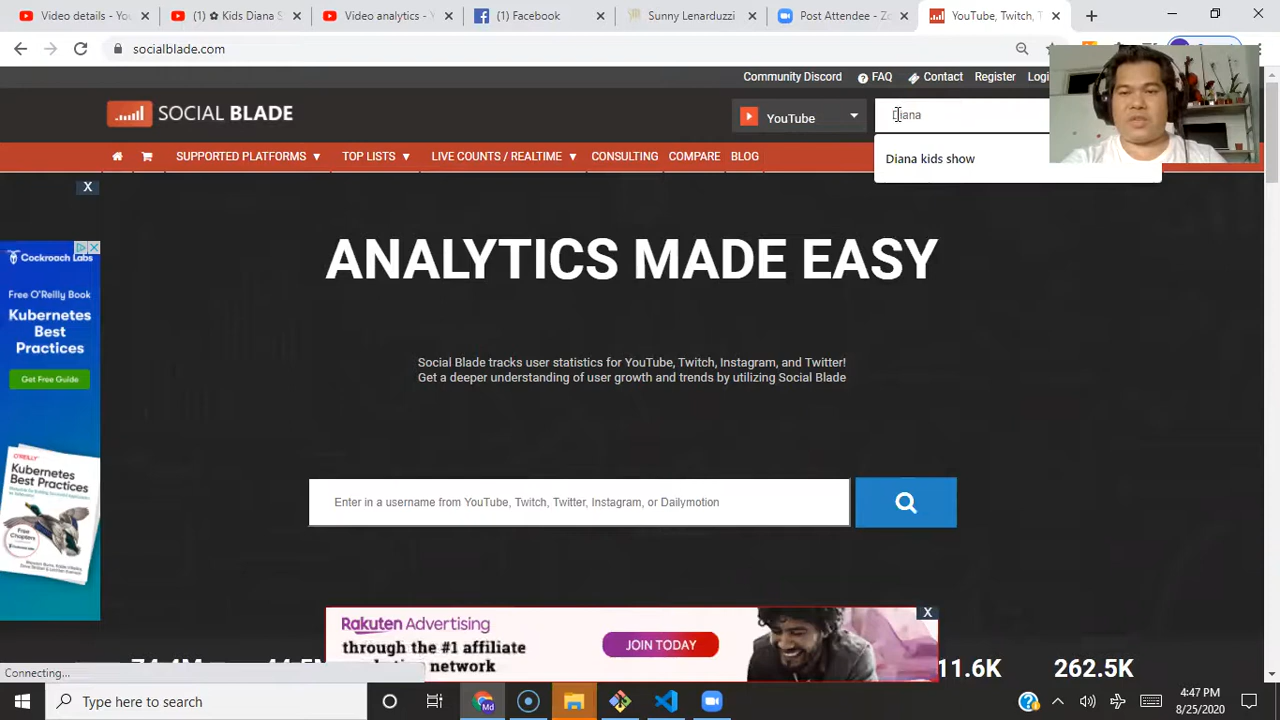 Video details - You
(1) ✿ Kids Diana S
Video analytics - Y
(1) Facebook
Sunny Lenarduzzi
Post Attendee - Zo
YouTube, Twitch, T
socialblade.com
Community Discord
FAQ
Contact
Register
Logi
SOCIAL BLADE
YouTube
Diana
SUPPORTED PLATFORMS
TOP LISTS
LIVE COUNTS / REALTIME
CONSULTING
COMPARE
BLOG
Diana kids show
X
ANALYTICS MADE EASY
Cockroach Labs
Free O'Reilly Book
Kubernetes
Best
Practices
Get Free Guide
O'REILLY
Kubernetes
Best Practices
Social Blade tracks user statistics for YouTube, Twitch, Instagram, and Twitter!
Get a deeper understanding of user growth and trends by utilizing Social Blade
Enter in a username from YouTube, Twitch, Twitter, Instagram, or Dailymotion
Rakuten Advertising
through the #1 affiliate
marketing network
JOIN TODAY
X
11.6K
262.5K
Connecting...
Type here to search
4:47 PM
8/25/2020